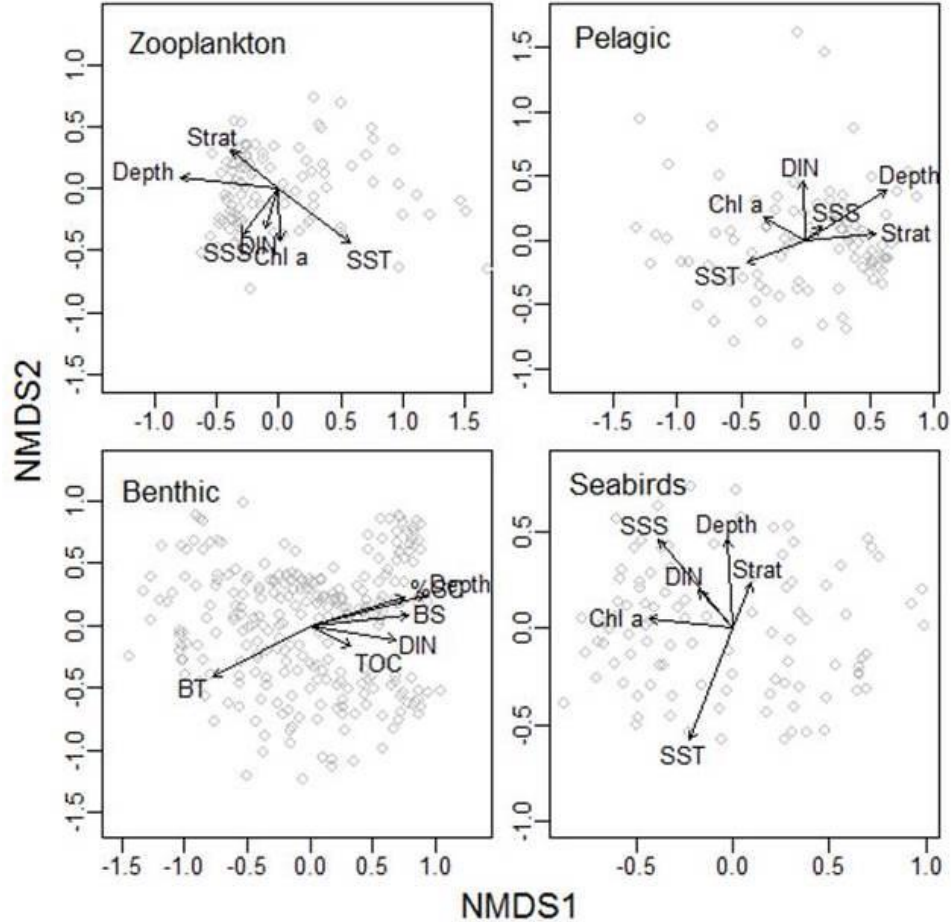 Zooplankton
Pelagic
1.0
0.5
0.0
-0.5
-1.0
-1.5
Strat
Depth
SSS
DIN
Chl a
SST
-1.0 -0.5 0.0 0.5 1.0 1.5
1.5
1.0
0.5
0.0
-0.5
-1.0
DIN
Depth
Chl a
SSS
Strat
SST
-1.5 -1.0 -0.5 0.0 0.5 1.0
NMDS2
Benthic
Seabirds
1.0
0.5
0.0
-0.5
-1.0
-1.5
Depth
BS
DIN
TOC
BT
-1.5 -1.0 -0.5 0.0 0.5 1.0
0.5
0.0
-0.5
-1.0
SSS
Depth
DIN
Strat
Chl a
SST
-0.5 0.0 0.5 1.0
NMDS1